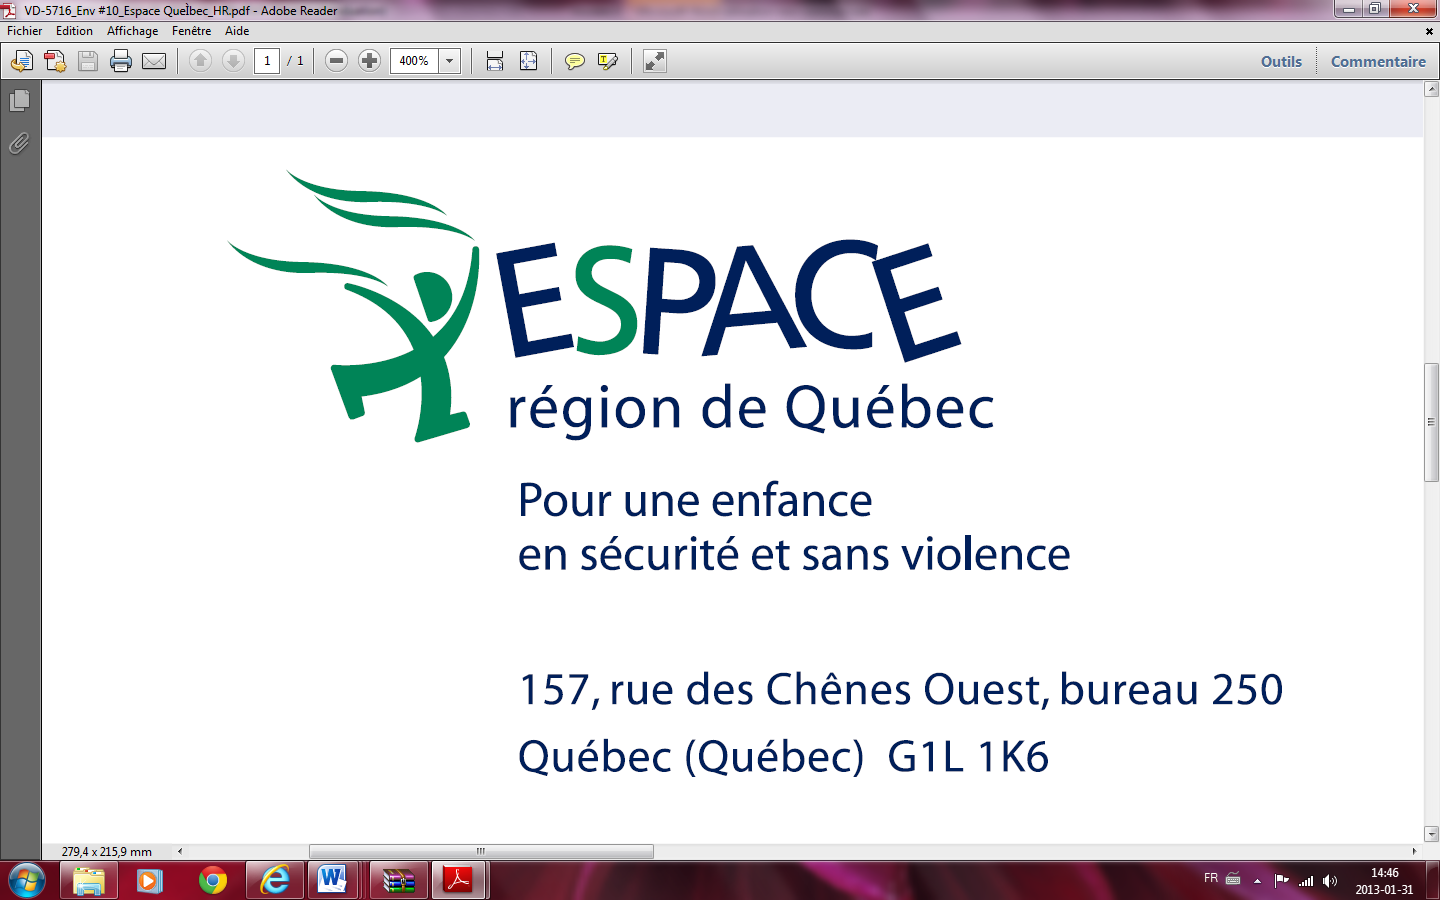 VD-5716_Env #10_Espace Québec_HR.pdf - Adobe Reader
Fichier Edition Affichage Fenêtre Aide
1 / 1 400% Outils Commentaire
ESPACE
région de Québec
Pour une enfance
en sécurité et sans violence
157, rue des Chênes Ouest, bureau 250
Québec (Québec) G1L 1K6
279,4 x 215,9 mm
FR 14:46
2013-01-31